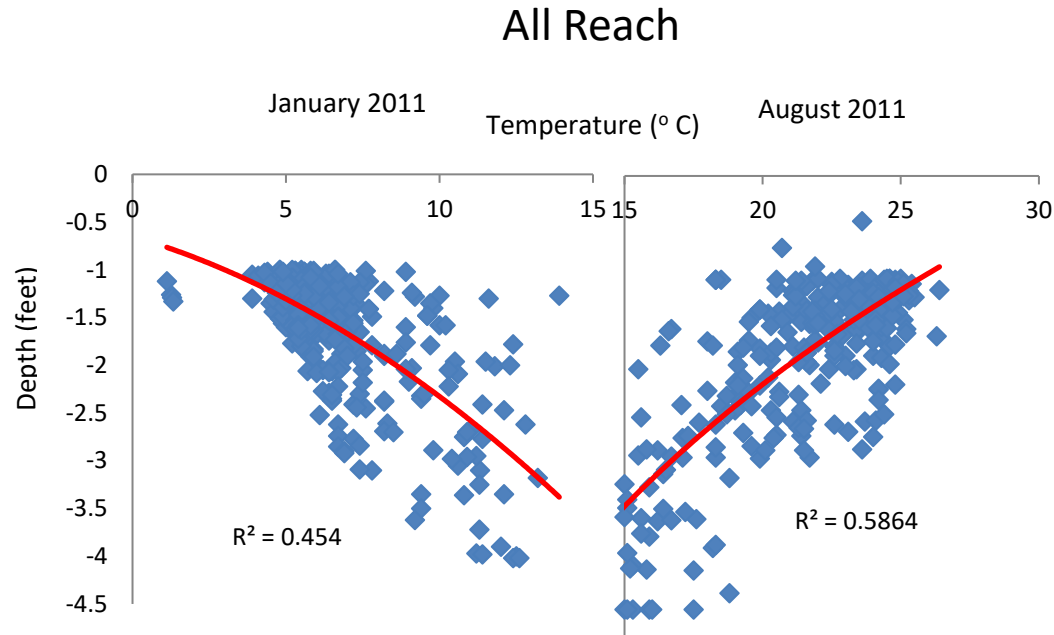 All Reach
January 2011
Temperature (° C)
August 2011
0
0
5
10
15
15
20
25
30
-0.5
-1
-1.5
-2
-2.5
-3
-3.5
-4
-4.5
Depth (feet)
R² = 0.454
R² = 0.5864